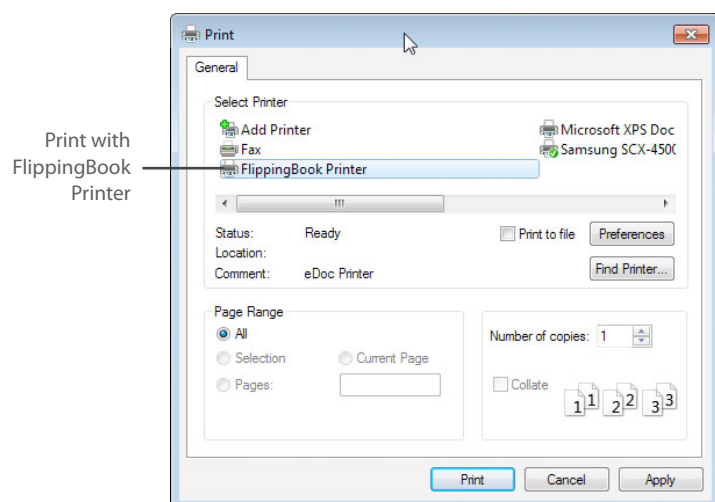 Print
General
Select Printer
Add Printer
Microsoft XPS Doc
Fax
Samsung SCX-450
FlippingBook Printer
Print with
FlippingBook
Printer
Status: Ready
Print to file
Preferences
Location:
Comment: eDoc Printer
Find Printer...
Page Range
All
Selection
Current Page
Pages:
Number of copies: 1
Collate
1 1 2 2 3 3
Print
Cancel
Apply